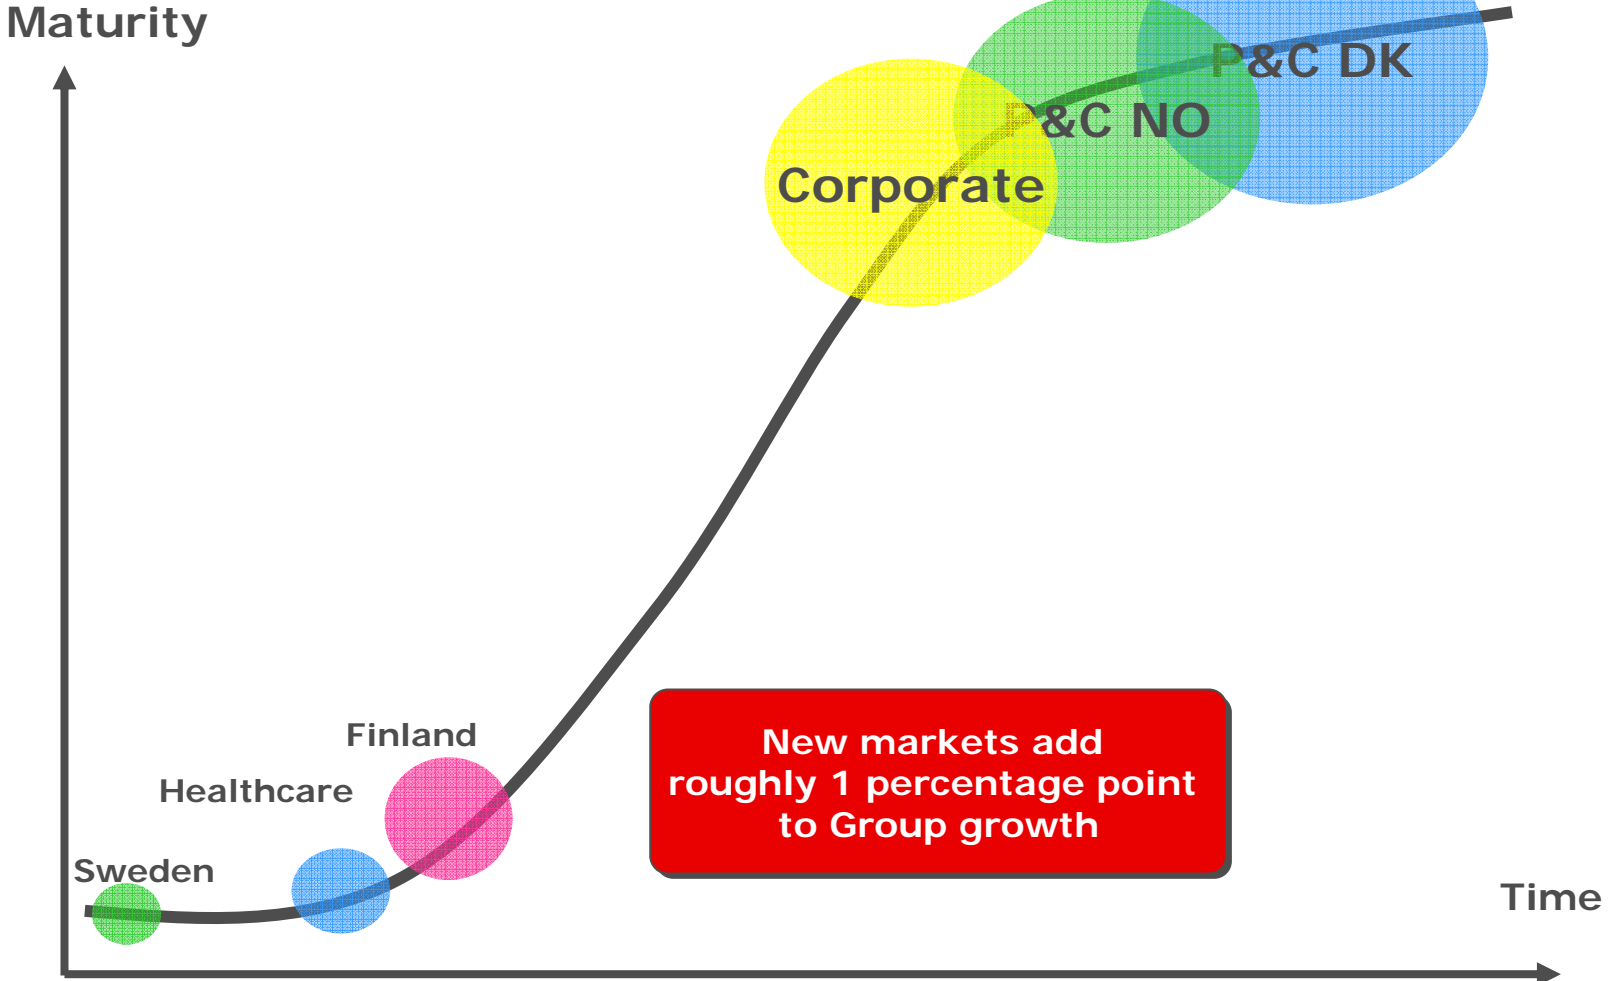 Maturity
P&C DK
P&C NO
Corporate
Finland
Healthcare
Sweden
New markets add
roughly 1 percentage point
to Group growth
Time